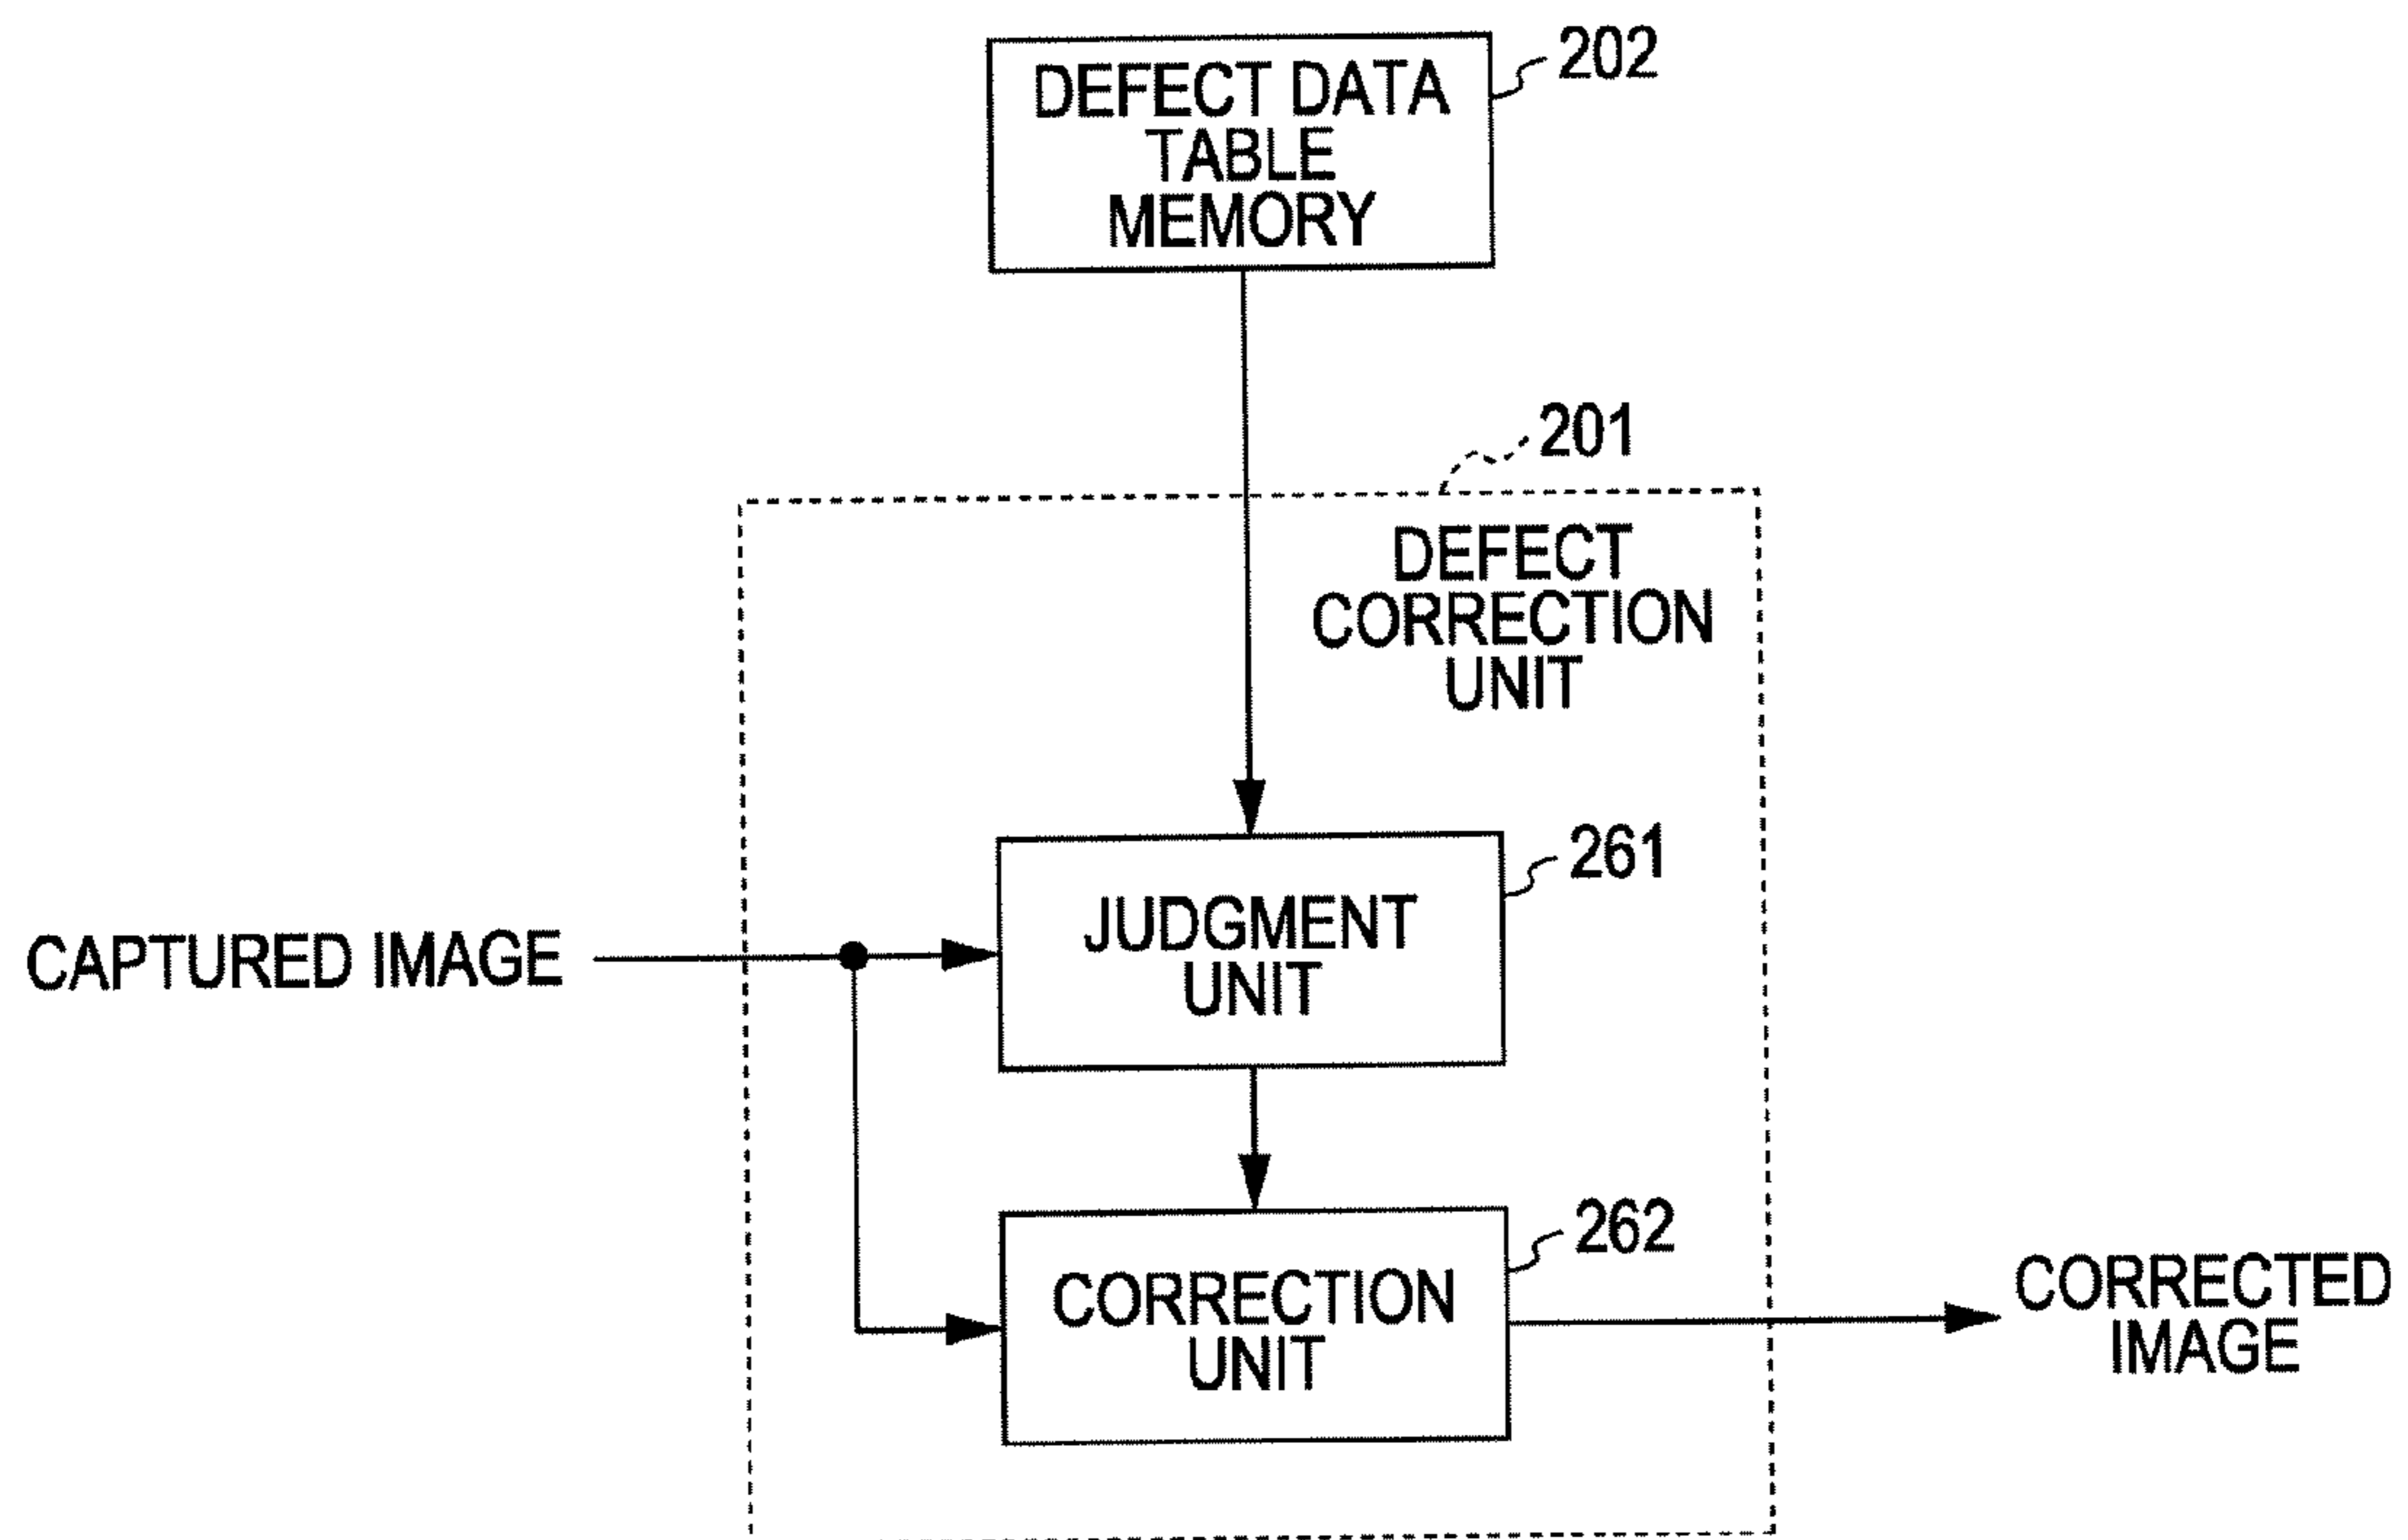 202
DEFECT DATA
TABLE
MEMORY
201
DEFECT
CORRECTION
UNIT
261
JUDGMENT
UNIT
CAPTURED IMAGE
262
CORRECTION
UNIT
CORRECTED
IMAGE